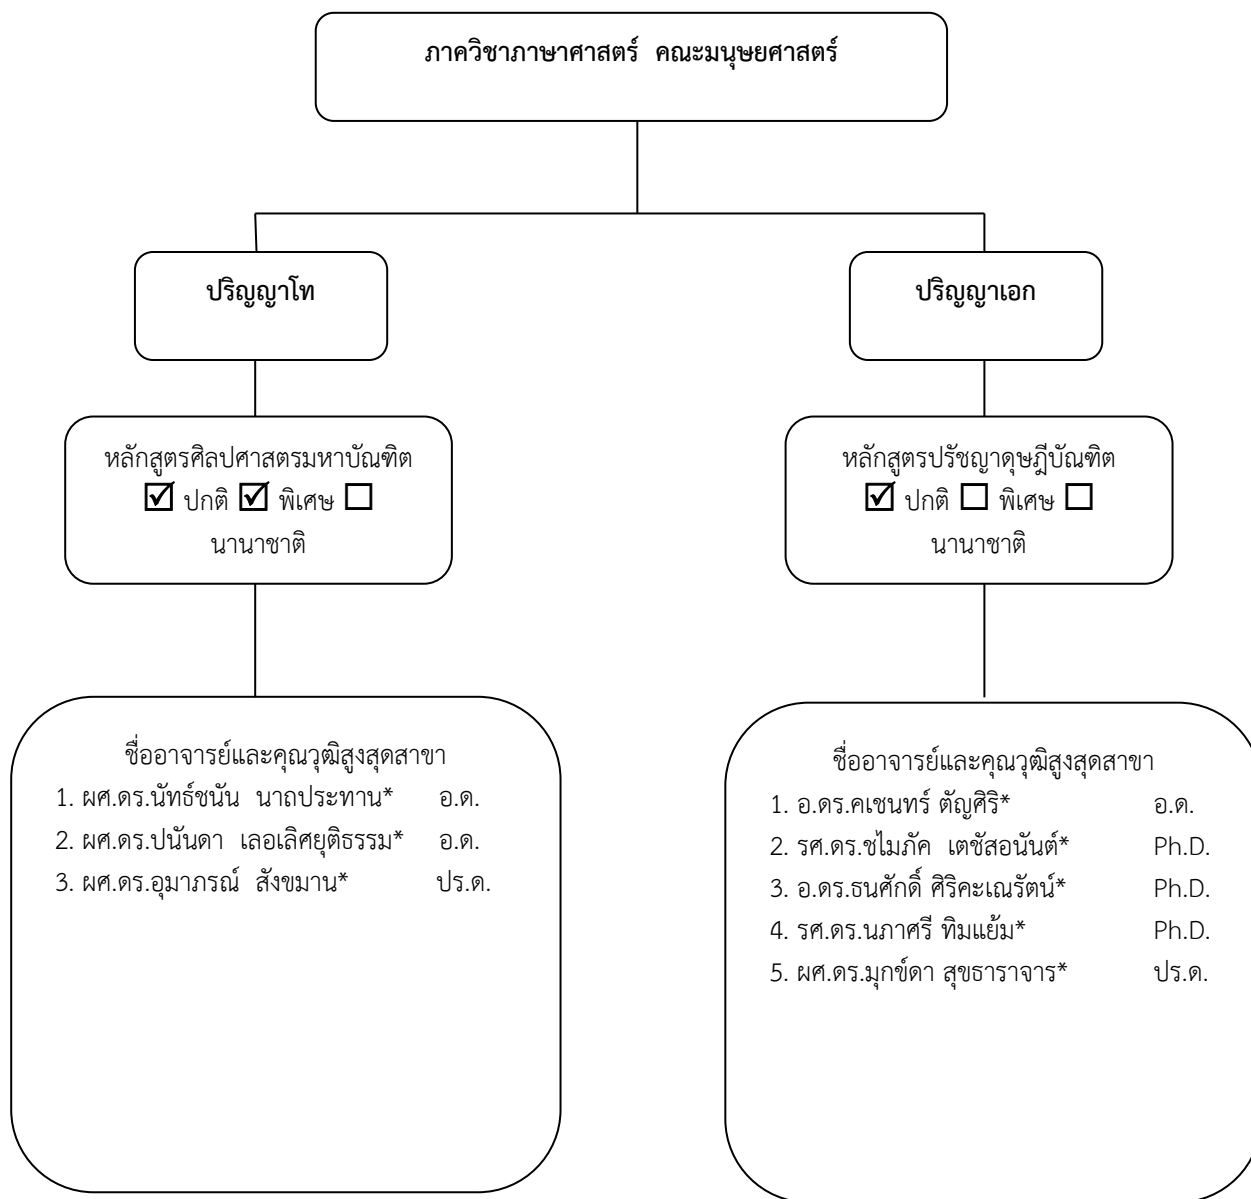 ภาควิชาภาษาศาสตร์ คณะมนุษยศาสตร์
ปริญญาโท
หลักสูตรศิลปศาสตรมหาบัณฑิต
☑ ปกติ ☑ พิเศษ ☐
นานาชาติ
ชื่ออาจารย์และคุณวุฒิสูงสุดสาขา
1. ผศ.ดร.นัทธ์ชนัน นาถประทาน* อ.ด.
2. ผศ.ดร.ปนันดา เลอเลิศยุติธรรม* อ.ด.
3. ผศ.ดร.อุมาภรณ์ สังขมาน* ปร.ด.
ปริญญาเอก
หลักสูตรปรัชญาดุษฎีบัณฑิต
☑ ปกติ ☐ พิเศษ ☐
นานาชาติ
ชื่ออาจารย์และคุณวุฒิสูงสุดสาขา
1. อ.ดร.คเชนทร์ ตัญศิริ* อ.ด.
2. รศ.ดร.ชไมภัค เตชัสอนันต์* Ph.D.
3. อ.ดร.ธนศักดิ์ ศิริคะเณรัตน์* Ph.D.
4. รศ.ดร.นภาศรี ทิมแย้ม* Ph.D.
5. ผศ.ดร.มุกข์ดา สุขธาราจาร* ปร.ด.